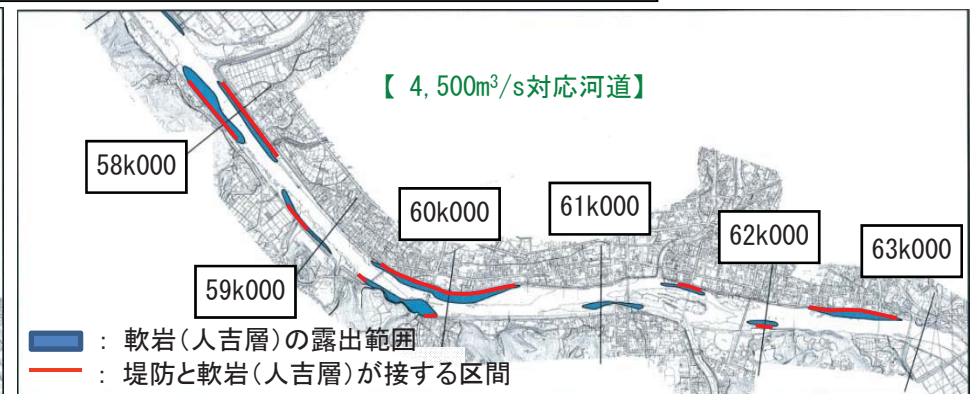 【 4,500m³/s対応河道】
58k000
60k000
61k000
62k000
63k000
59k000
： 軟岩(人吉層)の露出範囲
： 堤防と軟岩(人吉層)が接する区間